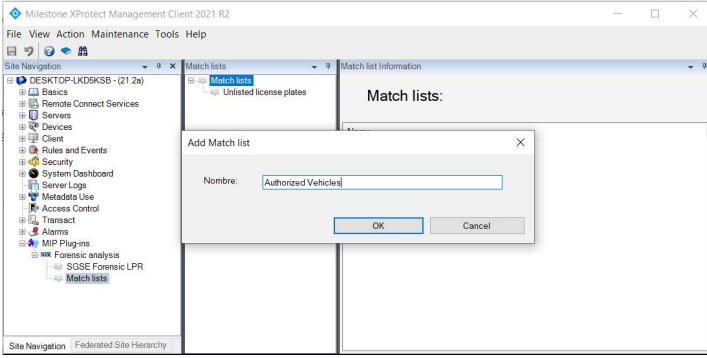 Milestone XProtect Management Client 2021 R2
File View Action Maintenance Tools Help
Site Navigation
DESKTOP-LKD5KSB - (21.2a)
Basics
Remote Connect Services
Servers
Devices
Client
Rules and Events
Security
System Dashboard
Server Logs
Metadata Use
Access Control
Transact
Alarms
MIP Plug-ins
Forensic analysis
SGSE Forensic LPR
Match lists
Site Navigation
Federated Site Hierarchy
Match lists
Match lists
Unlisted license plates
Match list Information
Match lists:
Add Match list
Nombre:
Authorized Vehicles
OK
Cancel